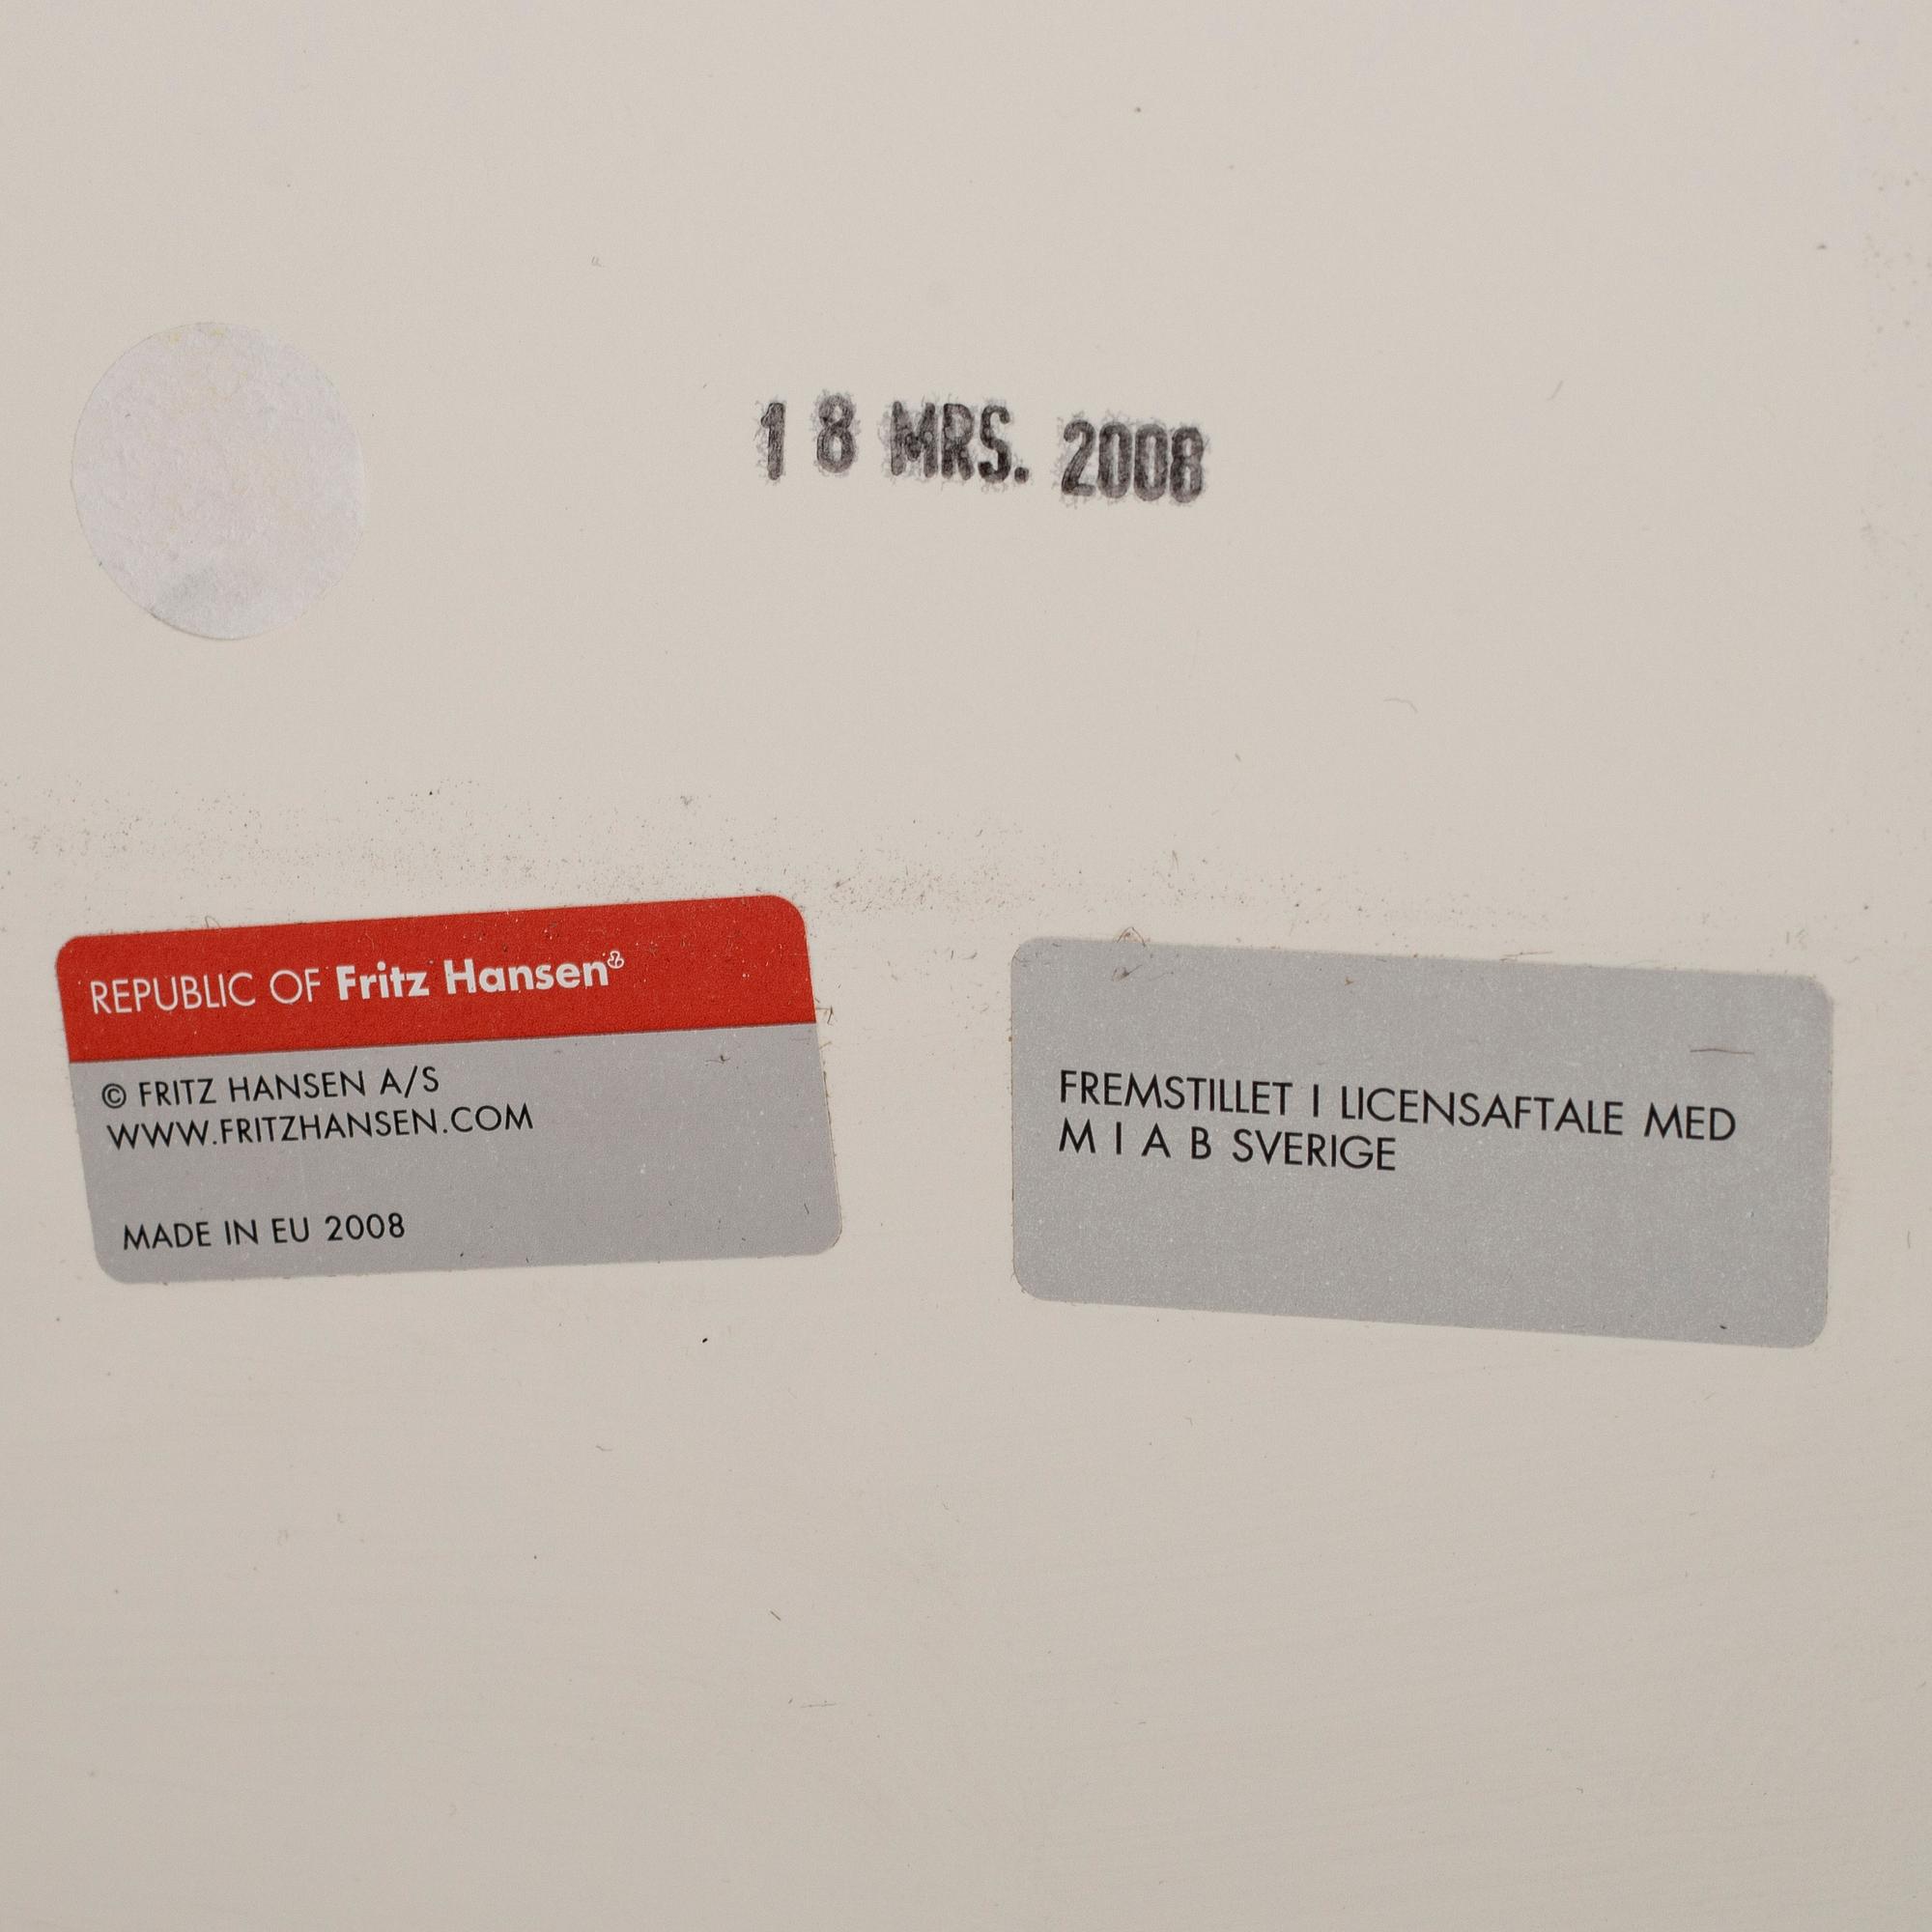 18 MRS. 2008
REPUBLIC OF Fritz Hansen
© FRITZ HANSEN A/S
WWW.FRITZHANSEN.COM
MADE IN EU 2008
FREMSTILLET I LICENSAFTALE MED
M I A B SVERIGE